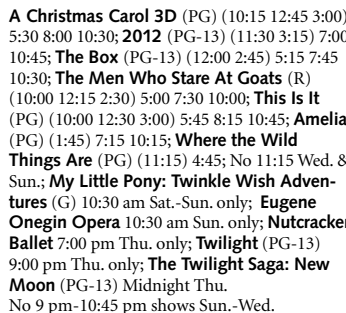 A Christmas Carol 3D (PG) (10:15 12:45 3:00)
5:30 8:00 10:30; 2012 (PG-13) (11:30 3:15) 7:00
10:45; The Box (PG-13) (12:00 2:45) 5:15 7:45
10:30; The Men Who Stare At Goats (R)
(10:00 12:15 2:30) 5:00 7:30 10:00; This Is It
(PG) (10:00 12:30 3:00) 5:45 8:15 10:45; Amelia
(PG) (1:45) 7:15 10:15; Where the Wild
Things Are (PG) (11:15) 4:45; No 11:15 Wed. &
Sun.; My Little Pony: Twinkle Wish Adven-
tures (G) 10:30 am Sat.-Sun. only; Eugene
Onegin Opera 10:30 am Sun. only; Nutcracker
Ballet 7:00 pm Thu. only; Twilight (PG-13)
9:00 pm Thu. only; The Twilight Saga: New
Moon (PG-13) Midnight Thu.
No 9 pm-10:45 pm shows Sun.-Wed.